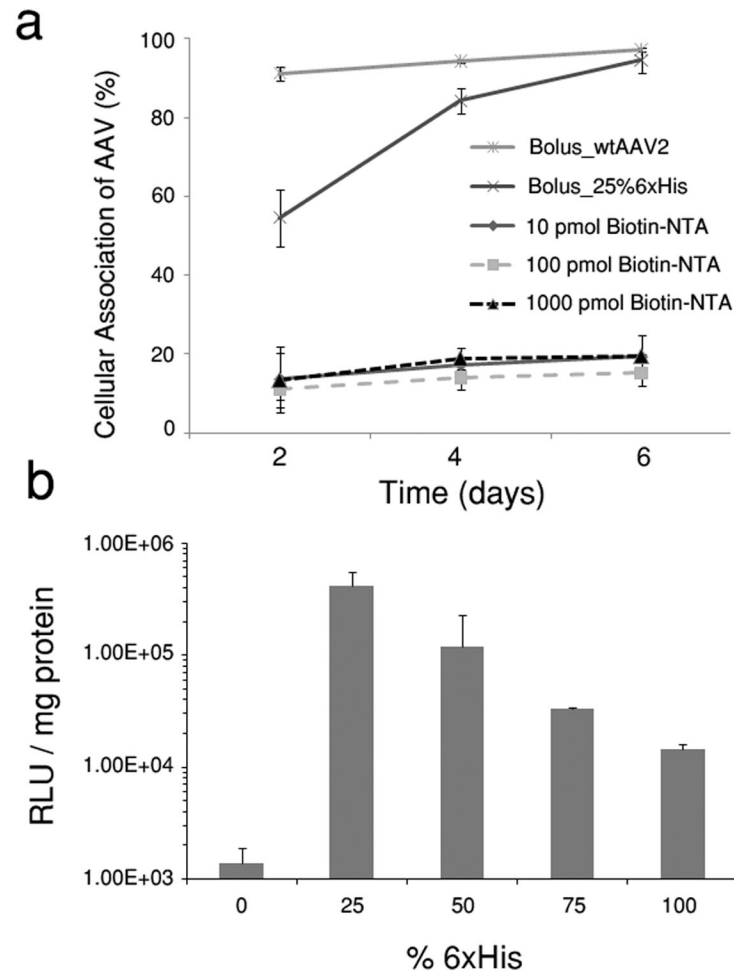 a
Cellular Association of AAV (%)
100
80
60
40
20
0
Bolus_wtAAV2
Bolus_25%6xHis
10 pmol Biotin-NTA
100 pmol Biotin-NTA
1000 pmol Biotin-NTA
2 4 6
Time (days)
b
RLU / mg protein
1.00E+06
1.00E+05
1.00E+04
1.00E+03
0 25 50 75 100
% 6xHis